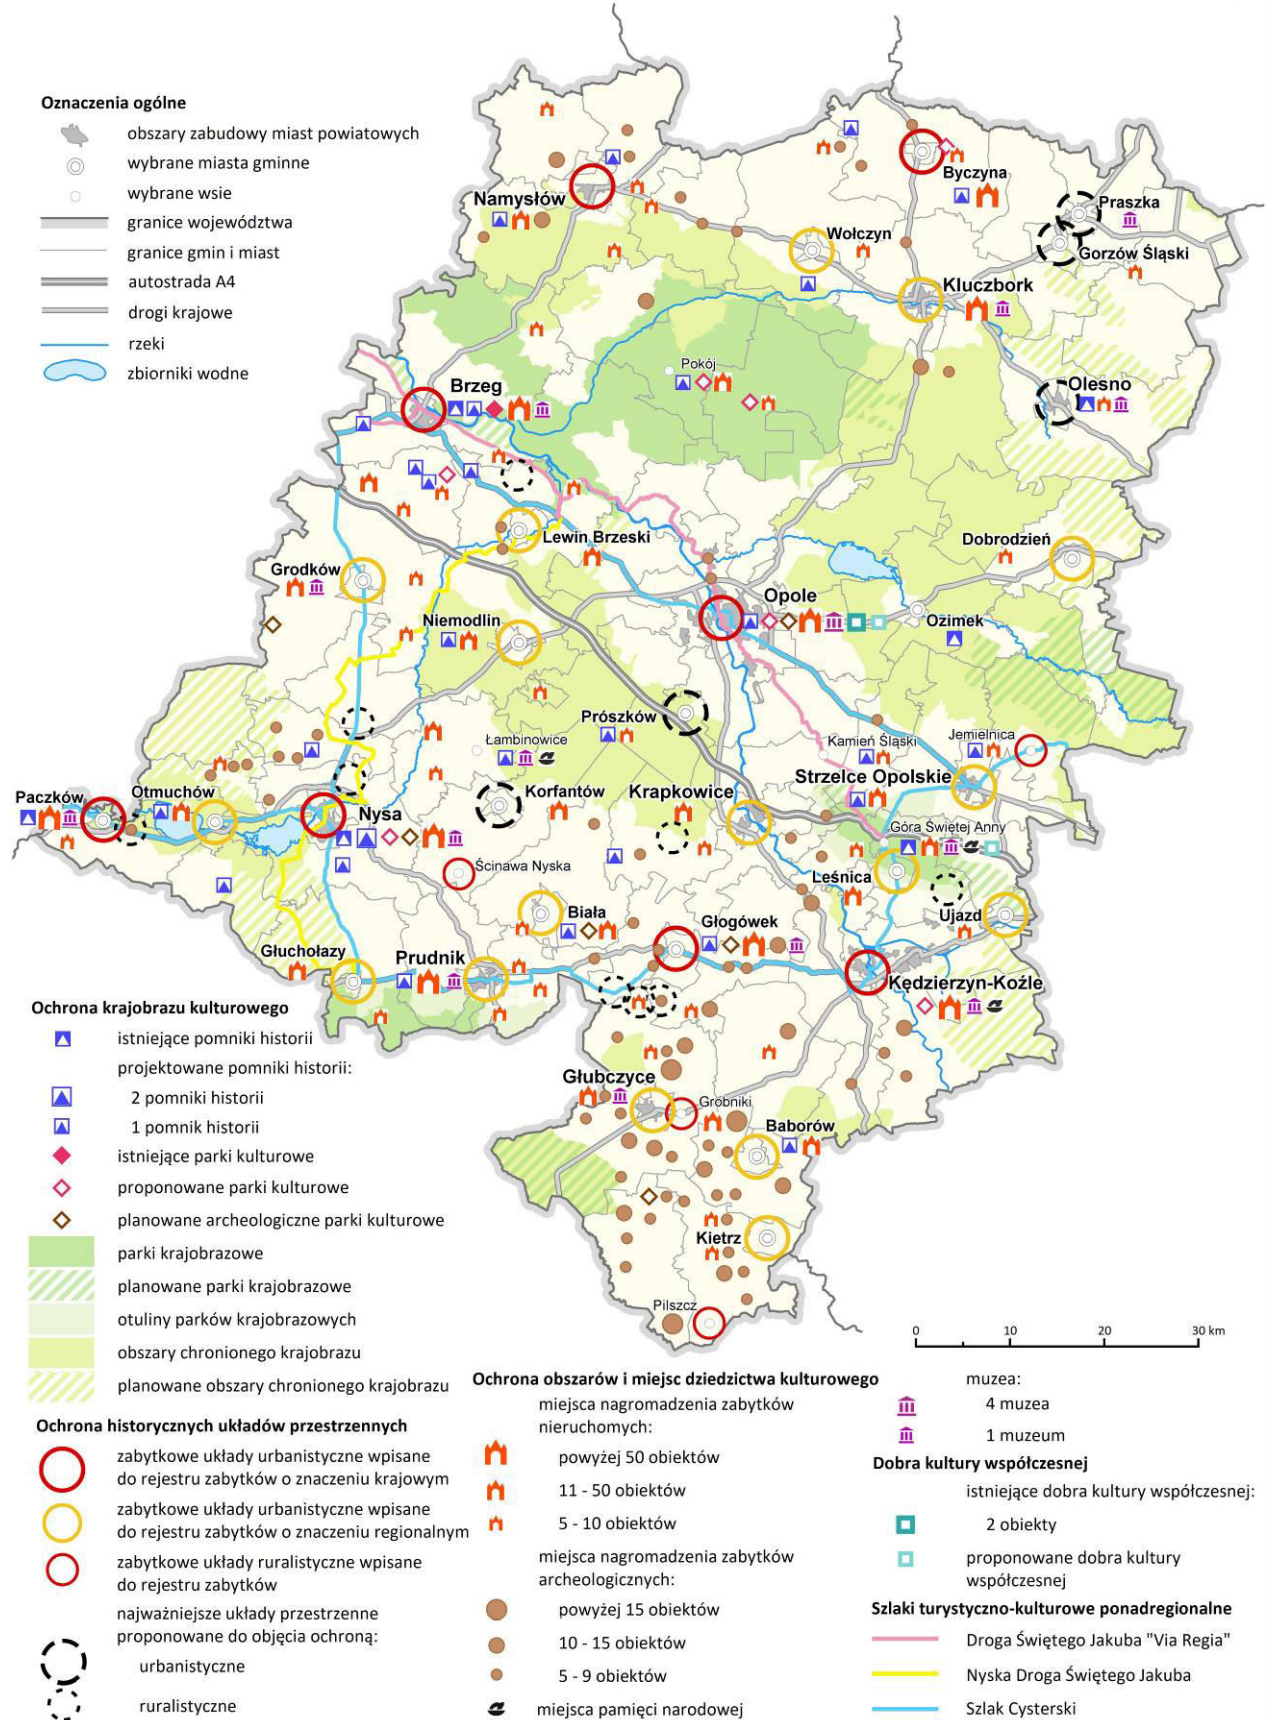 Oznaczenia ogólne
obszary zabudowy miast powiatowych
wybrane miasta gminne
wybrane wsie
granice województwa
granice gmin i miast
autostrada A4
drogi krajowe
rzeki
zbiorniki wodne
Namysłów
Byczyna
Praszka
Wołczyn
Gorzów Śląski
Kluczbork
Pokój
Brzeg
Olesno
Lewin Brzeski
Dobrodzień
Grodków
Opole
Niemodlin
Ozimek
Prószków
Łambinowice
Kamień Śląski
Jemielnica
Strzelce Opolskie
Paczków
Otmuchów
Nysa
Korfantów
Krapkowice
Góra Świętej Anny
Ścinawa Nyska
Leśnica
Biała
Głogówek
Ujazd
Głuchołazy
Prudnik
Kędzierzyn-Koźle
Głubczyce
Grobniki
Baborów
Kietrz
Pilszcz
0 10 20 30 km
Ochrona krajobrazu kulturowego
istniejące pomniki historii
projektowane pomniki historii:
2 pomniki historii
1 pomnik historii
istniejące parki kulturowe
proponowane parki kulturowe
planowane archeologiczne parki kulturowe
parki krajobrazowe
planowane parki krajobrazowe
otuliny parków krajobrazowych
obszary chronionego krajobrazu
planowane obszary chronionego krajobrazu
Ochrona historycznych układów przestrzennych
zabytkowe układy urbanistyczne wpisane
do rejestru zabytków o znaczeniu krajowym
zabytkowe układy urbanistyczne wpisane
do rejestru zabytków o znaczeniu regionalnym
zabytkowe układy ruralistyczne wpisane
do rejestru zabytków
najważniejsze układy przestrzenne
proponowane do objęcia ochroną:
urbanistyczne
ruralistyczne
Ochrona obszarów i miejsc dziedzictwa kulturowego
miejsca nagromadzenia zabytków
nieruchomych:
powyżej 50 obiektów
11 - 50 obiektów
5 - 10 obiektów
miejsca nagromadzenia zabytków
archeologicznych:
powyżej 15 obiektów
10 - 15 obiektów
5 - 9 obiektów
miejsca pamięci narodowej
muzea:
4 muzea
1 muzeum
Dobra kultury współczesnej
istniejące dobra kultury współczesnej:
2 obiekty
proponowane dobra kultury
współczesnej
Szlaki turystyczno-kulturowe ponadregionalne
Droga Świętego Jakuba "Via Regia"
Nyska Droga Świętego Jakuba
Szlak Cysterski